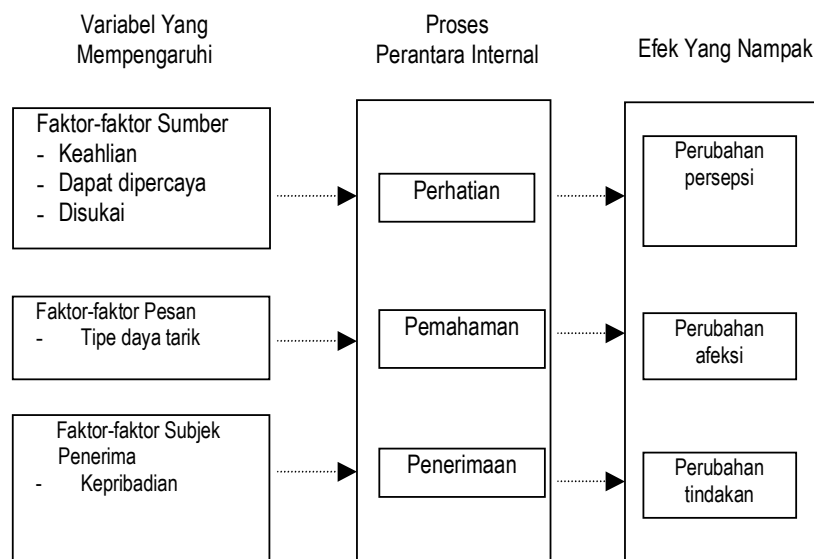 Variabel Yang
Mempengaruhi
Proses
Perantara Internal
Efek Yang Nampak
Faktor-faktor Sumber
- Keahlian
- Dapat dipercaya
- Disukai
Perhatian
Perubahan
persepsi
Faktor-faktor Pesan
- Tipe daya tarik
Pemahaman
Perubahan
afeksi
Faktor-faktor Subjek
Penerima
- Kepribadian
Penerimaan
Perubahan
tindakan